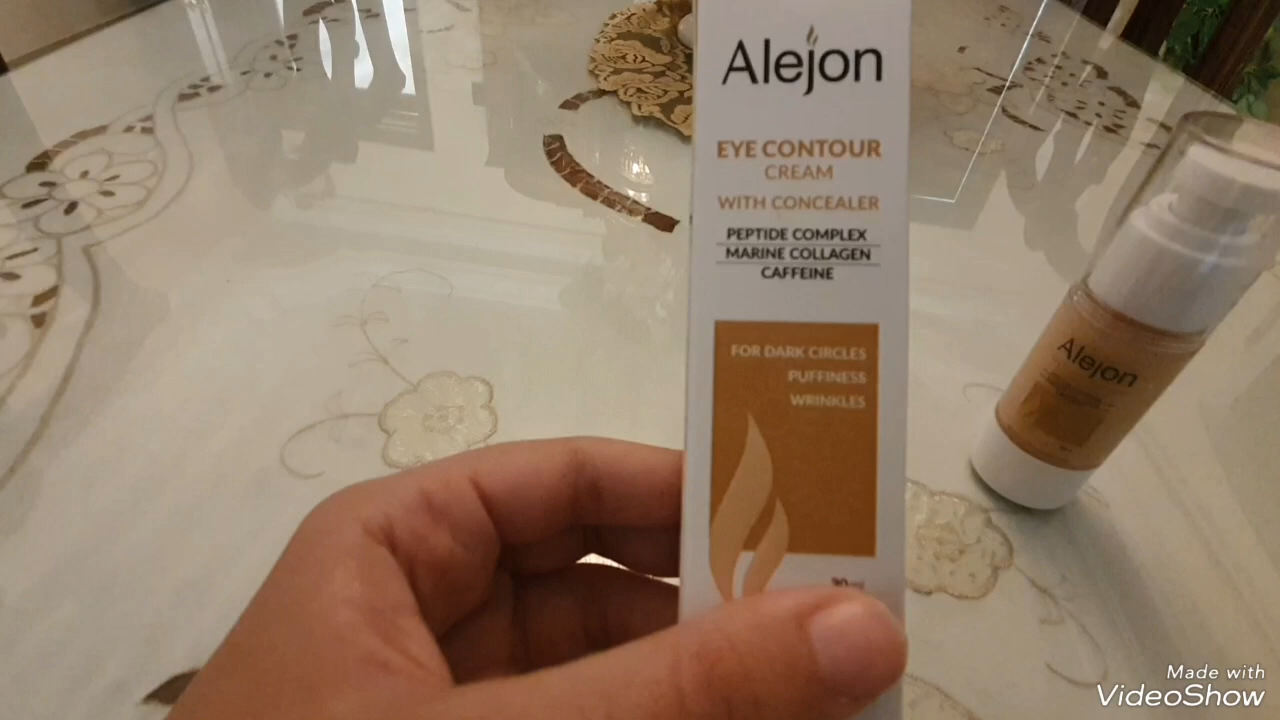 Alejon
EYE CONTOUR
CREAM
WITH CONCEALER
PEPTIDE COMPLEX
MARINE COLLAGEN
CAFFEINE
FOR DARK CIRCLES
PUFFINESS
WRINKLES
Alejon
Made with
VideoShow